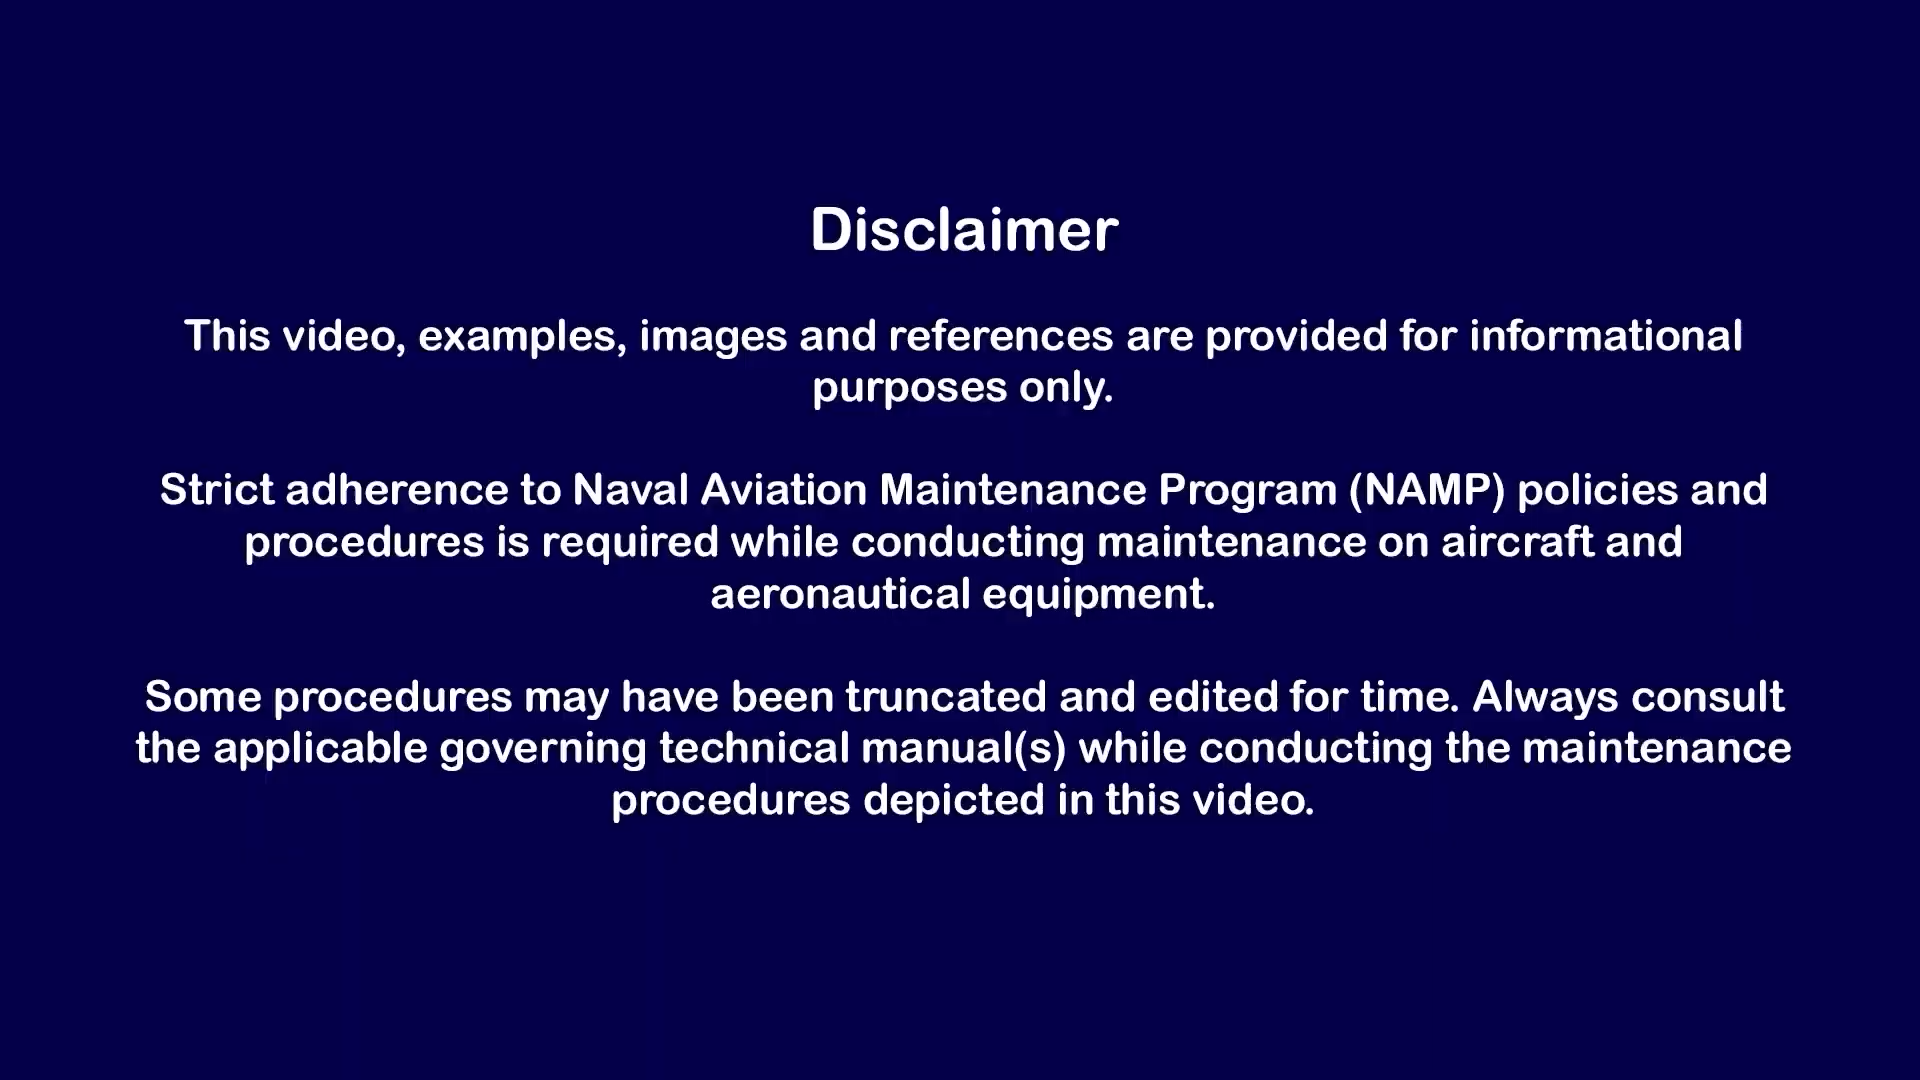 Disclaimer
This video, examples, images and references are provided for informational
purposes only.
Strict adherence to Naval Aviation Maintenance Program (NAMP) policies and
procedures is required while conducting maintenance on aircraft and
aeronautical equipment.
Some procedures may have been truncated and edited for time. Always consult
the applicable governing technical manual(s) while conducting the maintenance
procedures depicted in this video.